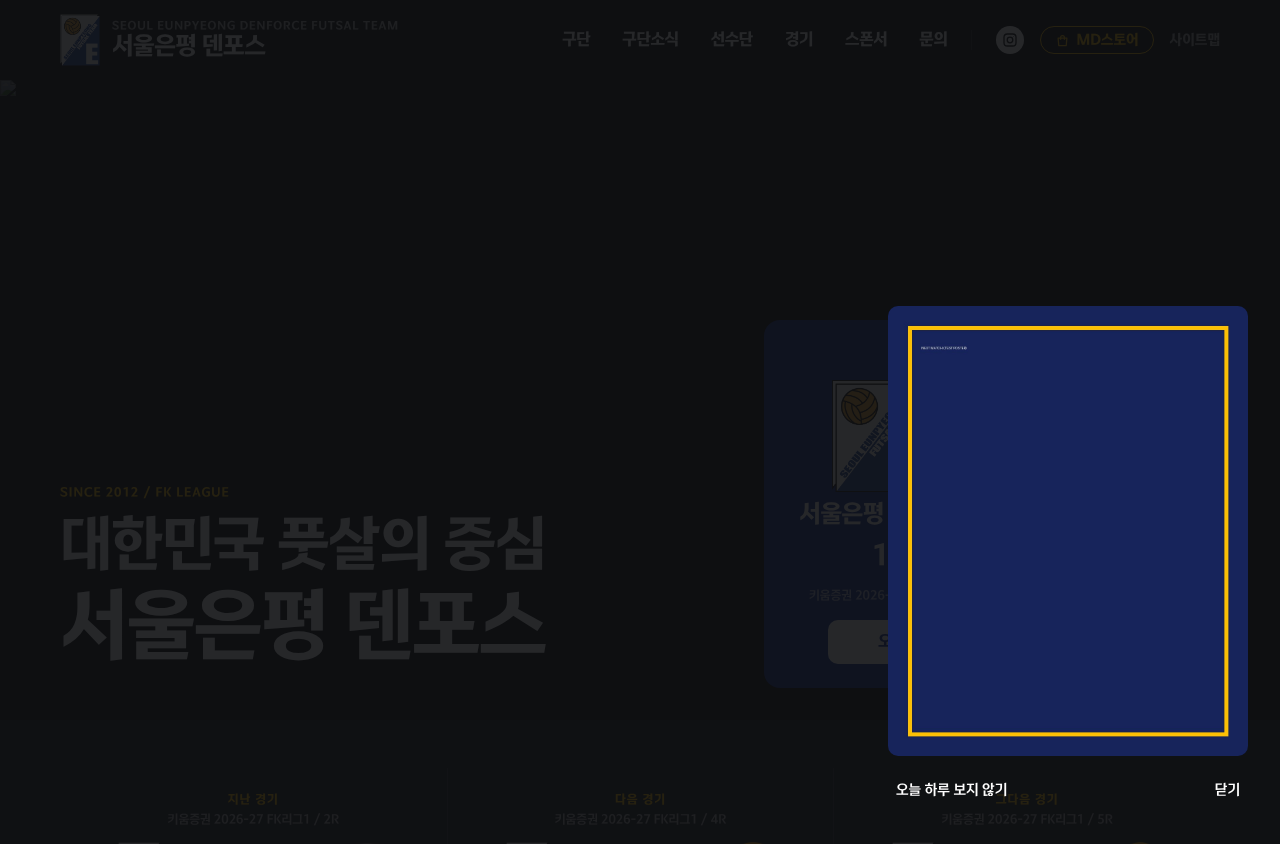 SEOUL EUNPYEONG DENFORCE FUTSAL TEAM
서울은평 덴포스
구단
구단소식
선수단
경기
스폰서
문의
MD스토어
사이트맵
SINCE 2012 / FK LEAGUE
대한민국 풋살의 중심
서울은평 덴포스
SEOUL EUNPYEONG
서울은평
1
키움증권 2026-
오늘 하루 보지 않기
닫기
지난 경기
키움증권 2026-27 FK리그1 / 2R
다음 경기
키움증권 2026-27 FK리그1 / 4R
그다음 경기
키움증권 2026-27 FK리그1 / 5R